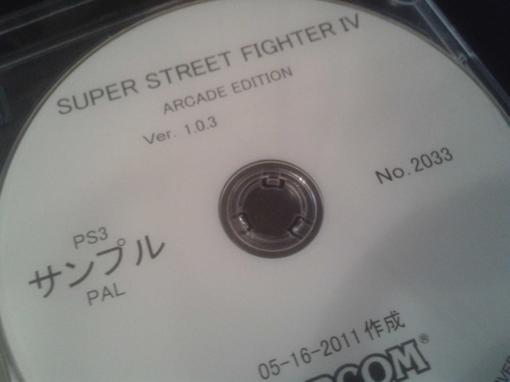 SUPER STREET FIGHTER IV
ARCADE EDITION
Ver. 1.0.3
No.2033
PS3
サンプル
PAL
05-16-2011 作成